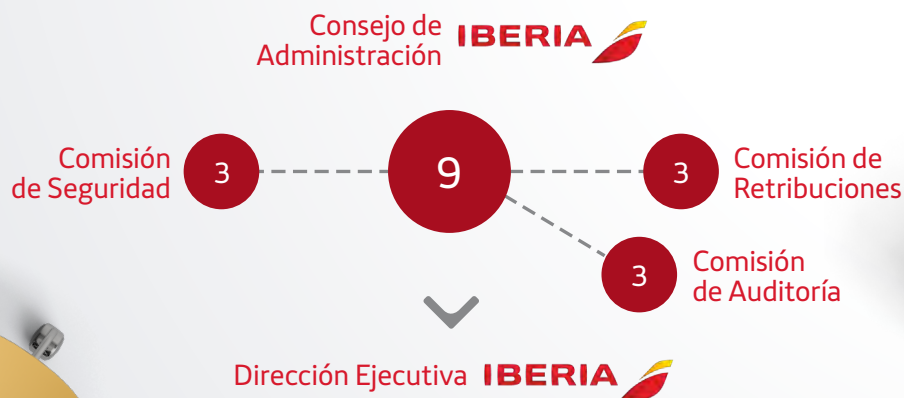 Consejo de
Administración
IBERIA
Comisión
de Seguridad
3
9
3
Comisión de
Retribuciones
3
Comisión
de Auditoría
Dirección Ejecutiva IBERIA